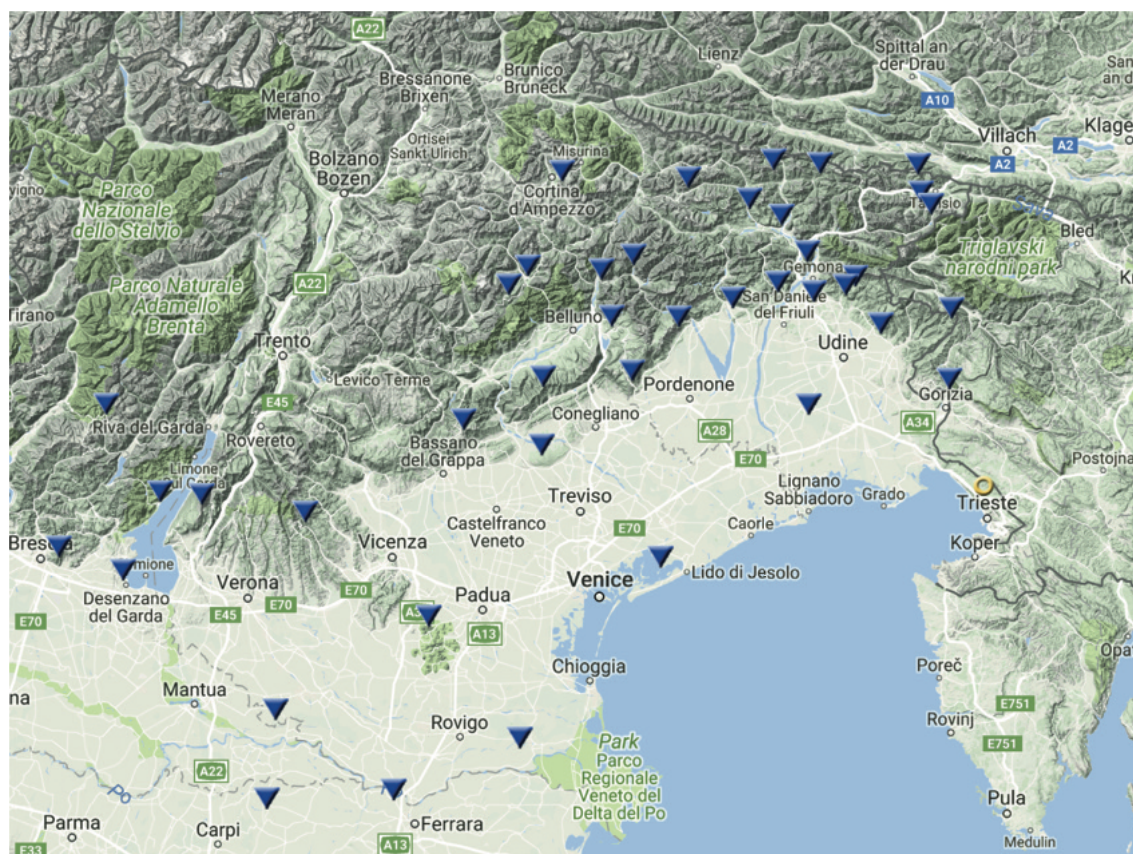 A22
Lienz
Spittal an
der Drau
Bressanone
Brixen
Brunico
Bruneck
Merano
Meran
A10
Villach
A2
A2
Ortisei
Sankt Ulrich
Misurina
Bolzano
Bozen
Cortina
d'Ampezzo
Parco
Nazionale
dello Stelvio
Bled
Triglavski
narodni park
A22
Gemona
Parco Naturale
Adamello
Brenta
San Daniele
del Friuli
Belluno
Trento
Udine
Levico Terme
Pordenone
E45
Gorizia
Riva del Garda
Rovereto
Conegliano
A28
A34
Bassano
del Grappa
E70
Postojna
Limone
Lignano
Sabbiadoro
Grado
Treviso
Trieste
Castelfranco
Veneto
E70
Caorle
Vicenza
Koper
Venice
Lido di Jesolo
Desenzano
del Garda
Verona
E70
E45
E70
Padua
A13
Chioggia
Poreč
Mantua
E751
Rovigo
Rovinj
E751
Park
Parco
Regionale
Veneto del
Delta del Po
A22
Po
Pula
Parma
Carpi
Ferrara
E33
A13
Medulin